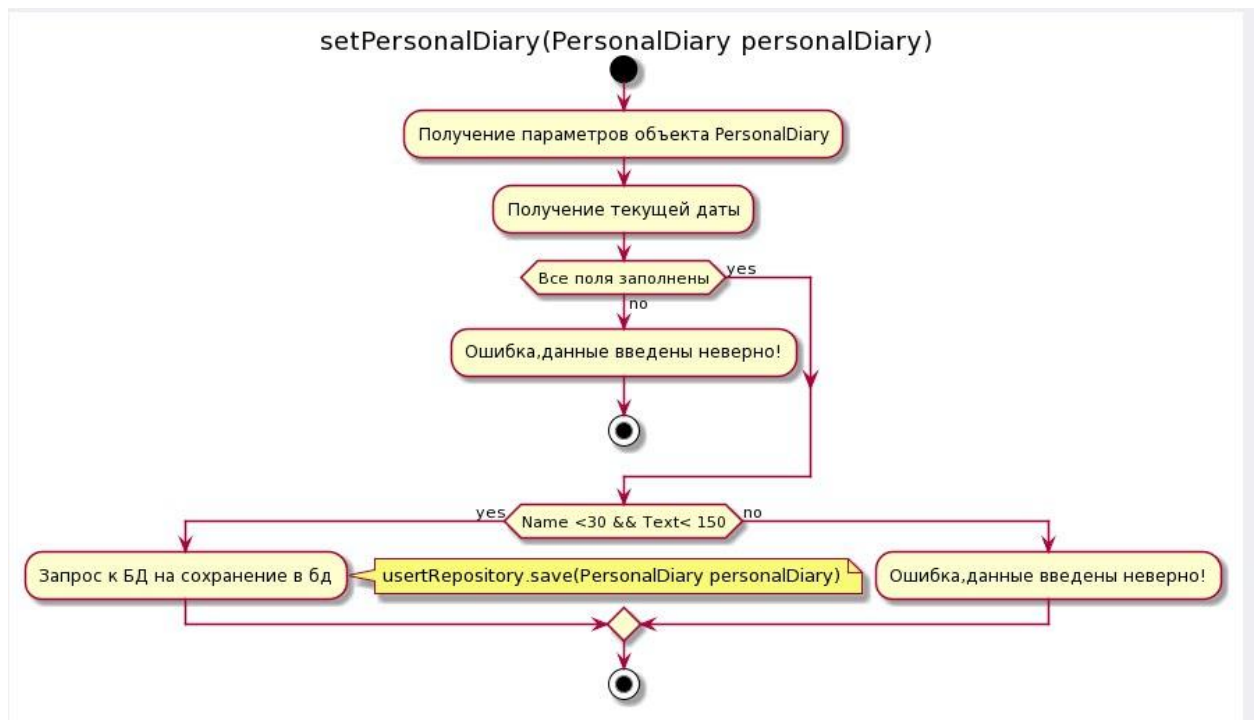 setPersonalDiary(PersonalDiary personalDiary)
Получение параметров объекта PersonalDiary
Получение текущей даты
Все поля заполнены
yes
no
Ошибка,данные введены неверно!
yes
Name <30 && Text< 150
no
Запрос к БД на сохранение в бд
usertRepository.save(PersonalDiary personalDiary)
Ошибка,данные введены неверно!